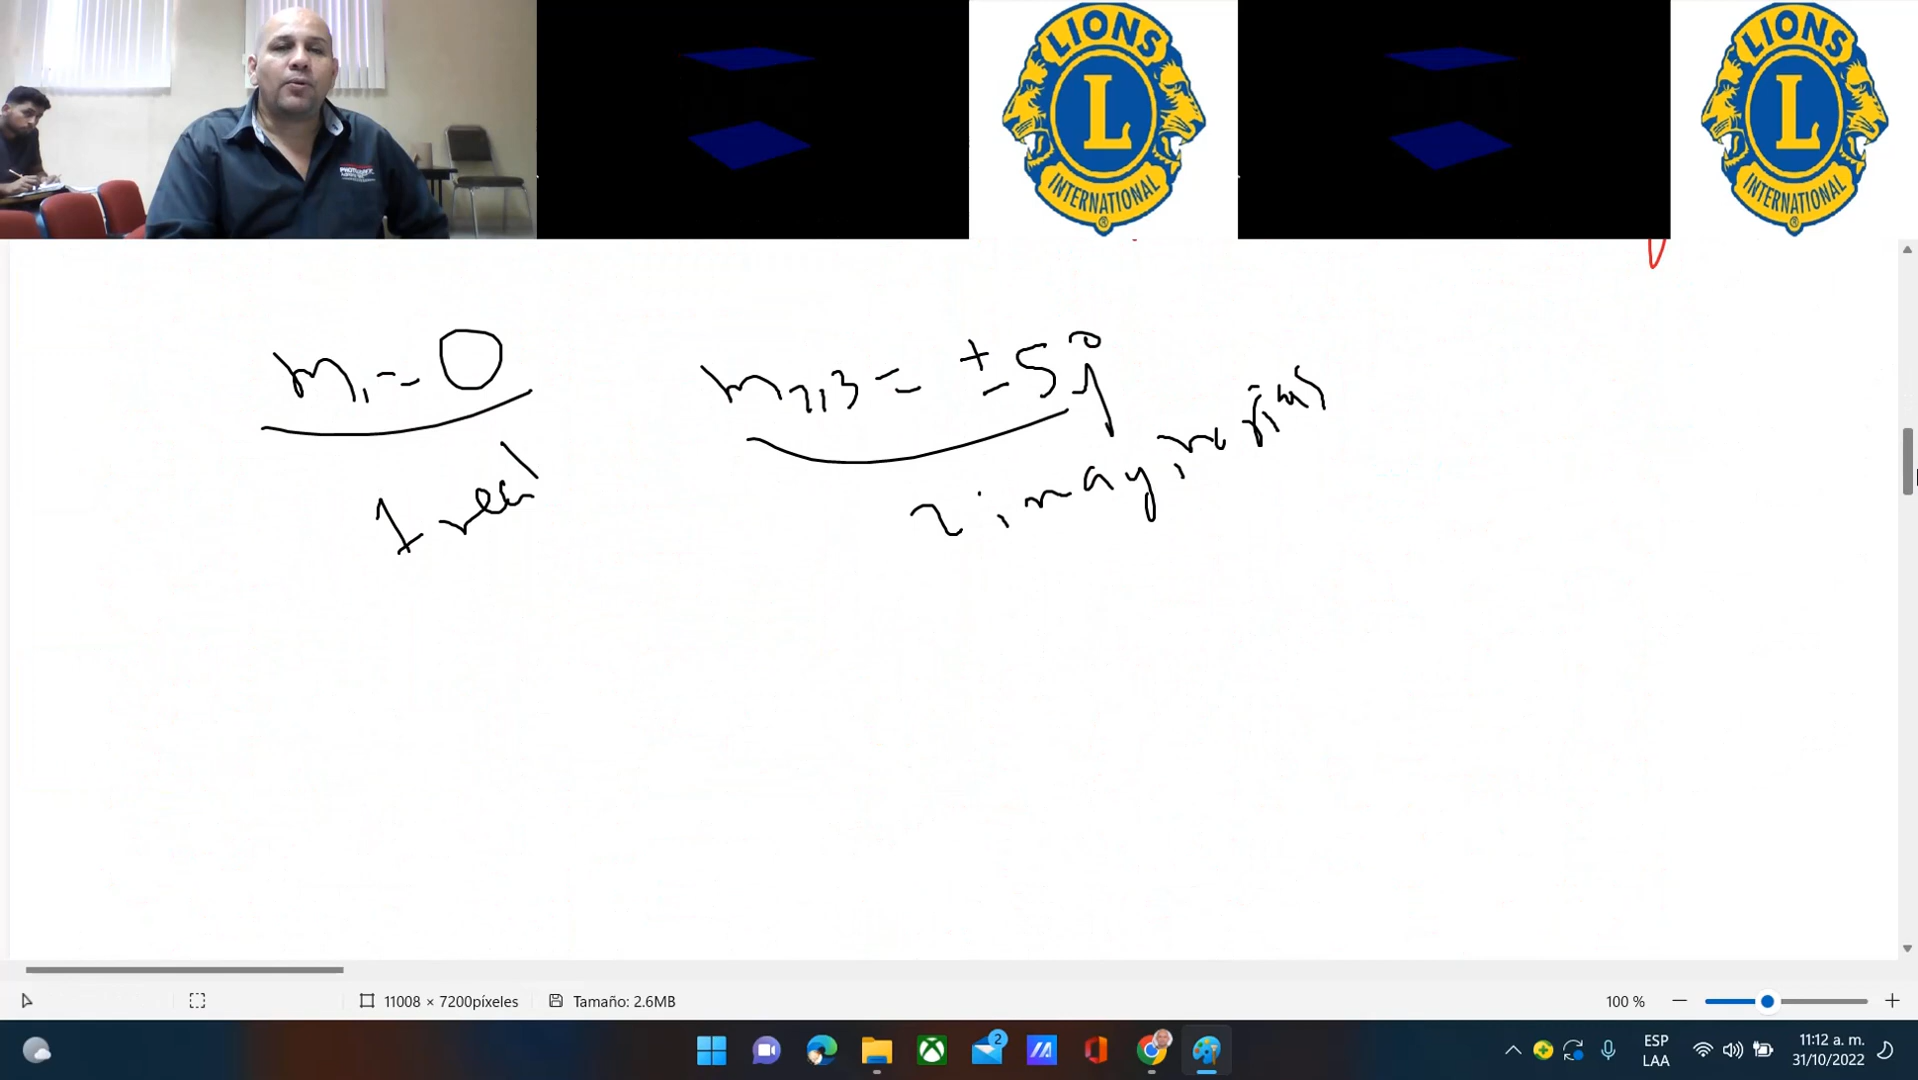 LIONS
L
INTERNATIONAL
®
LIONS
L
INTERNATIONAL
®
m₁ = 0
m₂,₃ = ±5i
1 real
2 imaginarias
11008 × 7200píxeles
Tamaño: 2.6MB
100 %
2
ESP
LAA
11:12 a. m.
31/10/2022